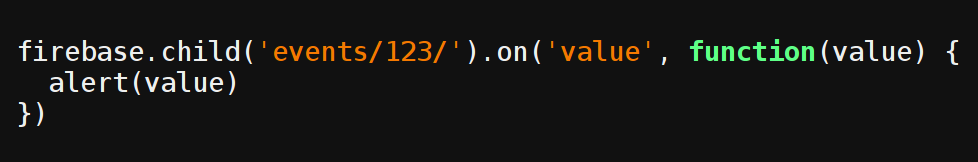 firebase.child('events/123/').on('value', function(value) {
  alert(value)
})